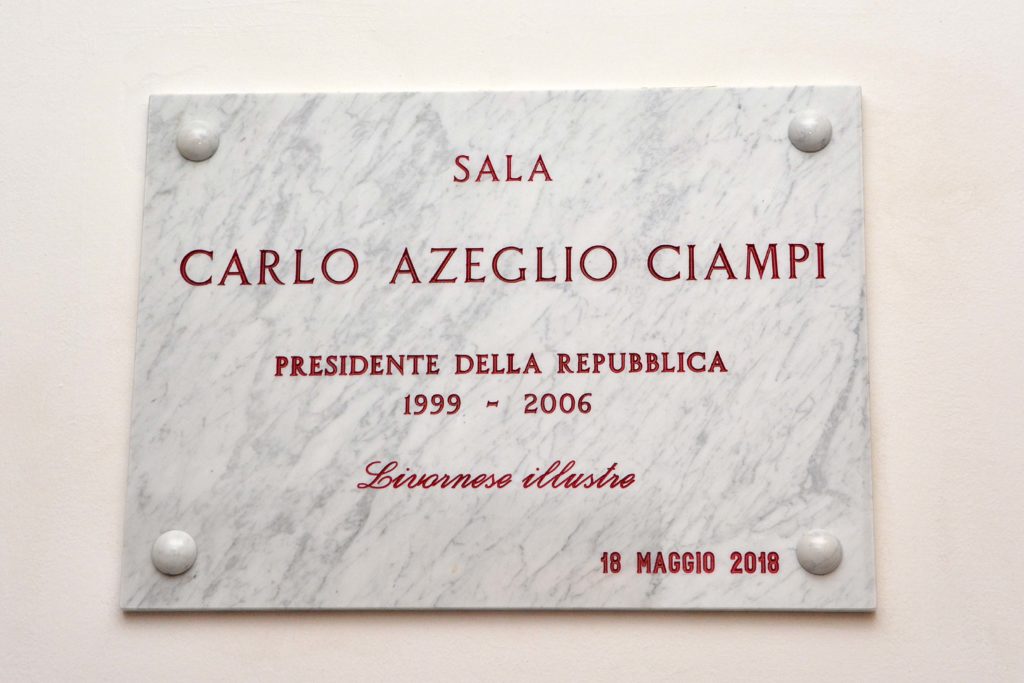 SALA
CARLO AZEGLIO CIAMPI
PRESIDENTE DELLA REPUBBLICA
1999 - 2006
Livornese illustre
18 MAGGIO 2018